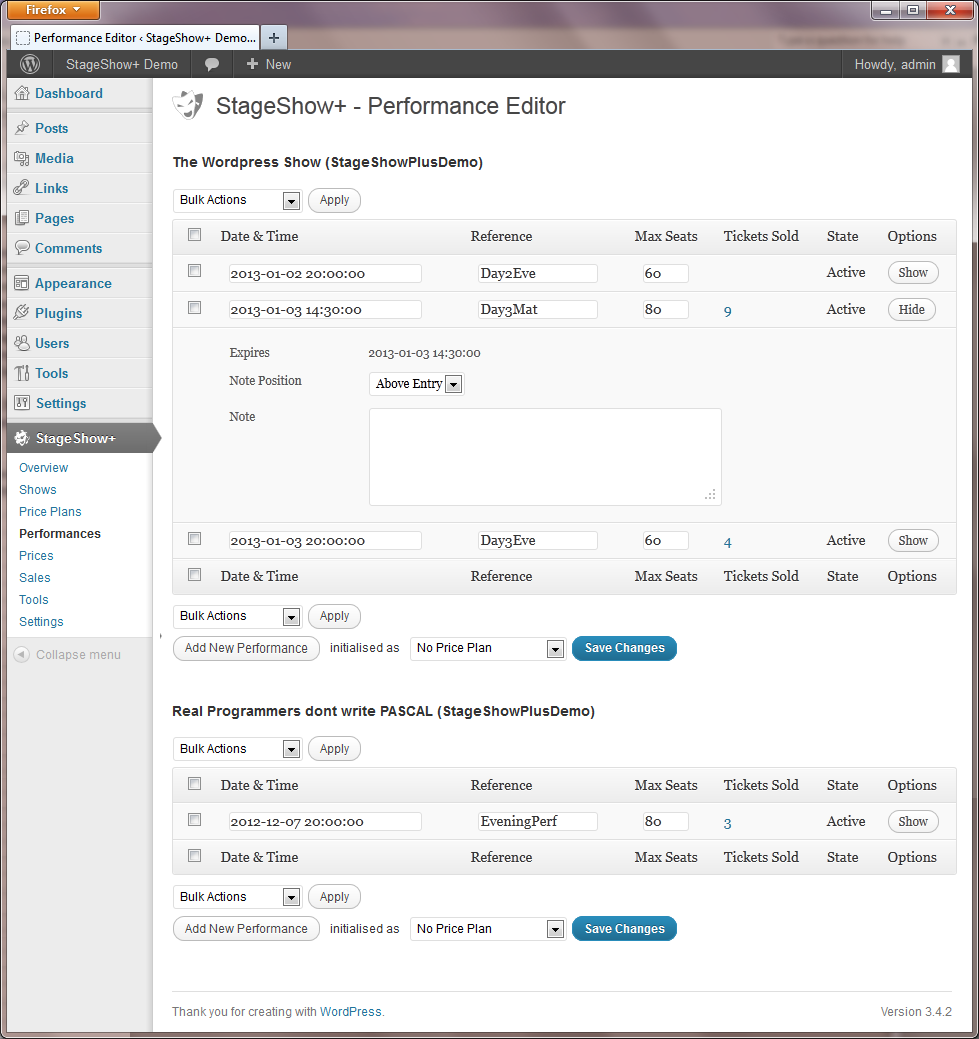 Firefox
Performance Editor ‹ StageShow+ Demo...
StageShow+ Demo
New
Howdy, admin
Dashboard
Posts
Media
Links
Pages
Comments
Appearance
Plugins
Users
Tools
Settings
StageShow+
Overview
Shows
Price Plans
Performances
Prices
Sales
Tools
Settings
Collapse menu
StageShow+ - Performance Editor
The Wordpress Show (StageShowPlusDemo)
Bulk Actions Apply
Date & Time Reference Max Seats Tickets Sold State Options
2013-01-02 20:00:00 Day2Eve 60 Active Show
2013-01-03 14:30:00 Day3Mat 80 9 Active Hide
Expires 2013-01-03 14:30:00
Note Position Above Entry
Note
2013-01-03 20:00:00 Day3Eve 60 4 Active Show
Date & Time Reference Max Seats Tickets Sold State Options
Bulk Actions Apply
Add New Performance initialised as No Price Plan Save Changes
Real Programmers dont write PASCAL (StageShowPlusDemo)
Bulk Actions Apply
Date & Time Reference Max Seats Tickets Sold State Options
2012-12-07 20:00:00 EveningPerf 80 3 Active Show
Date & Time Reference Max Seats Tickets Sold State Options
Bulk Actions Apply
Add New Performance initialised as No Price Plan Save Changes
Thank you for creating with WordPress.
Version 3.4.2